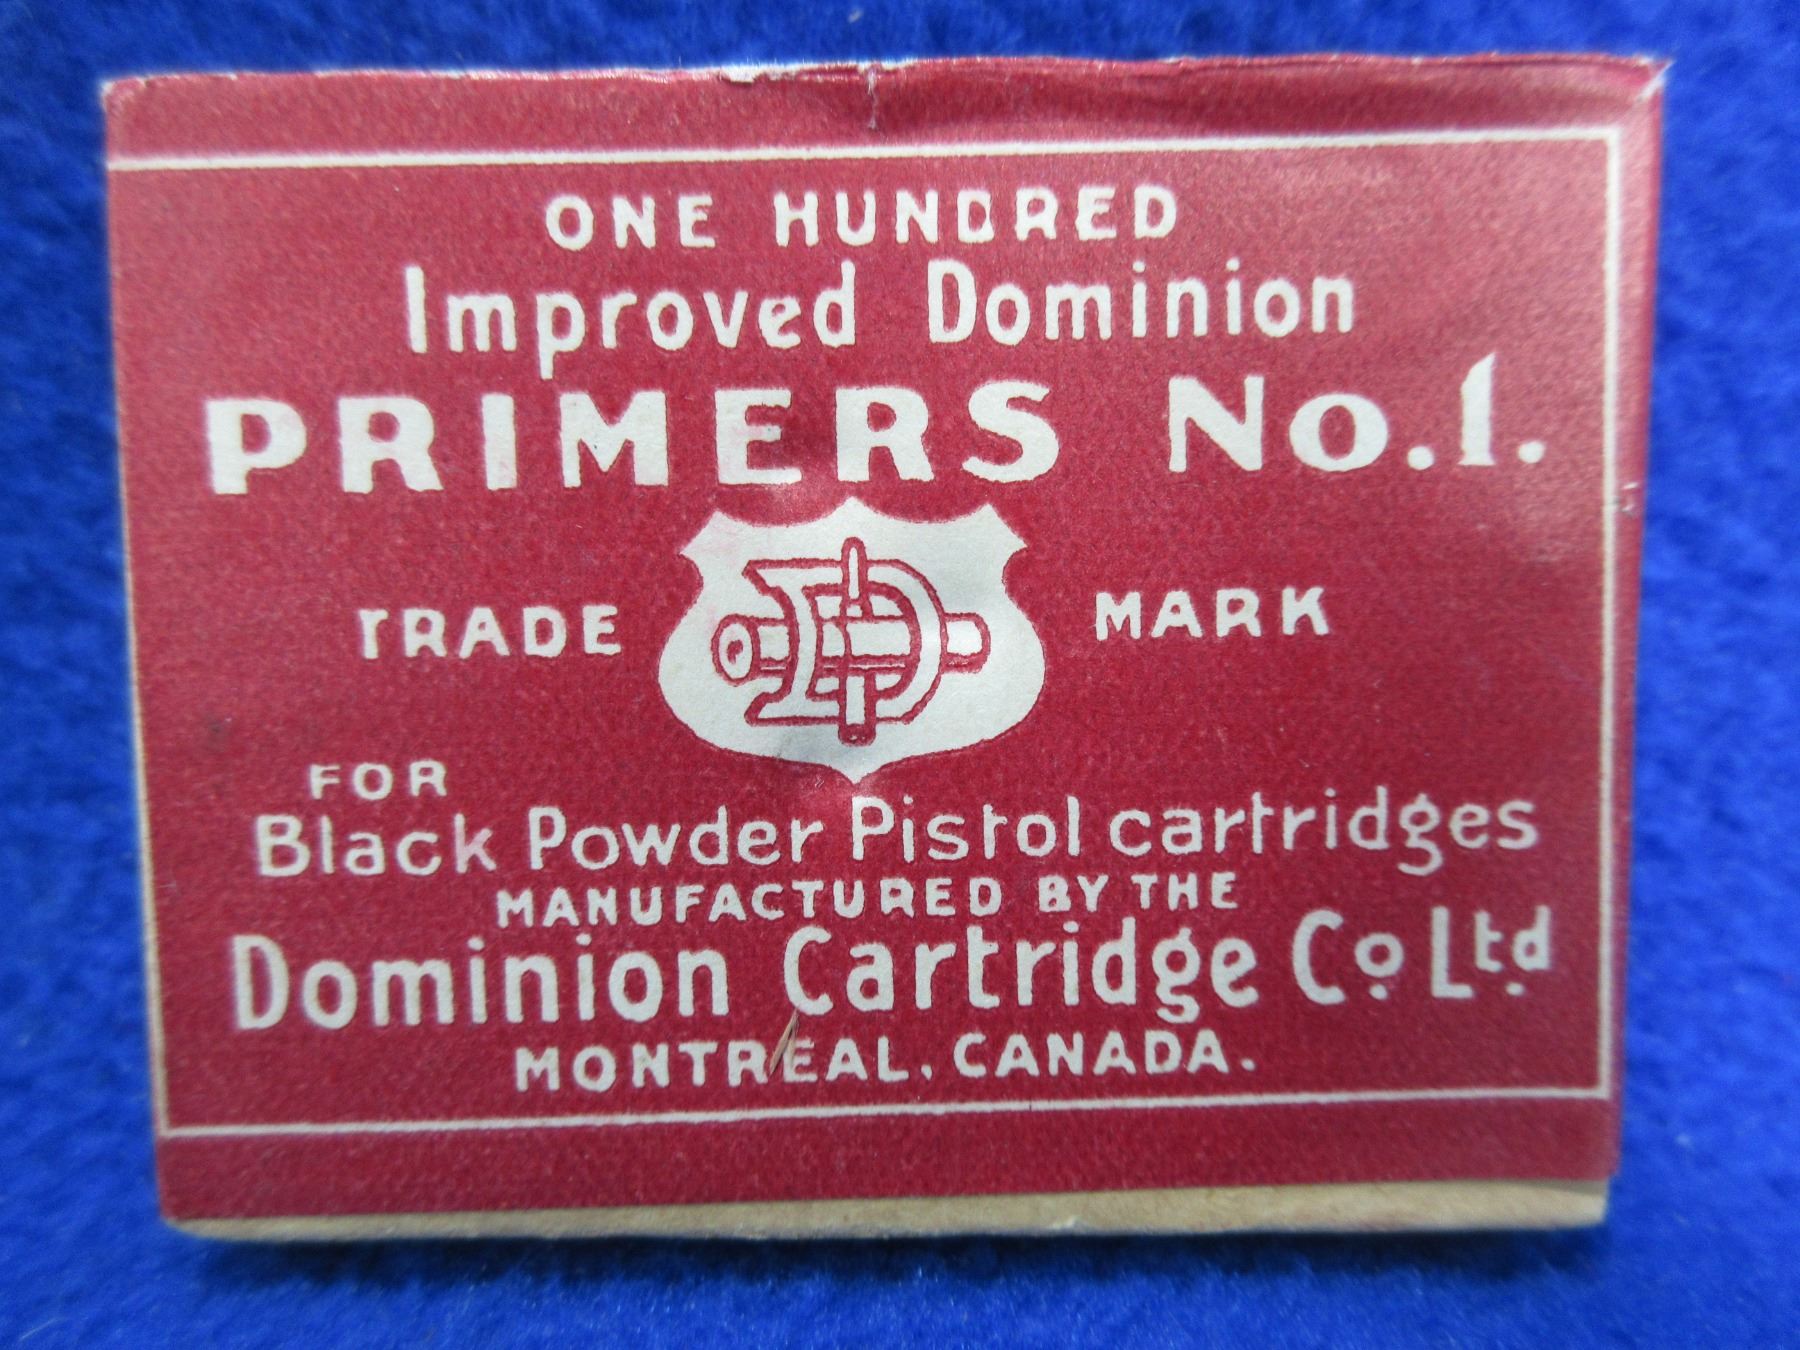 ONE HUNDRED
Improved Dominion
PRIMERS No.1.
TRADE D MARK
FOR
Black Powder Pistol cartridges
MANUFACTURED BY THE
Dominion Cartridge Co Ltd
MONTREAL, CANADA.